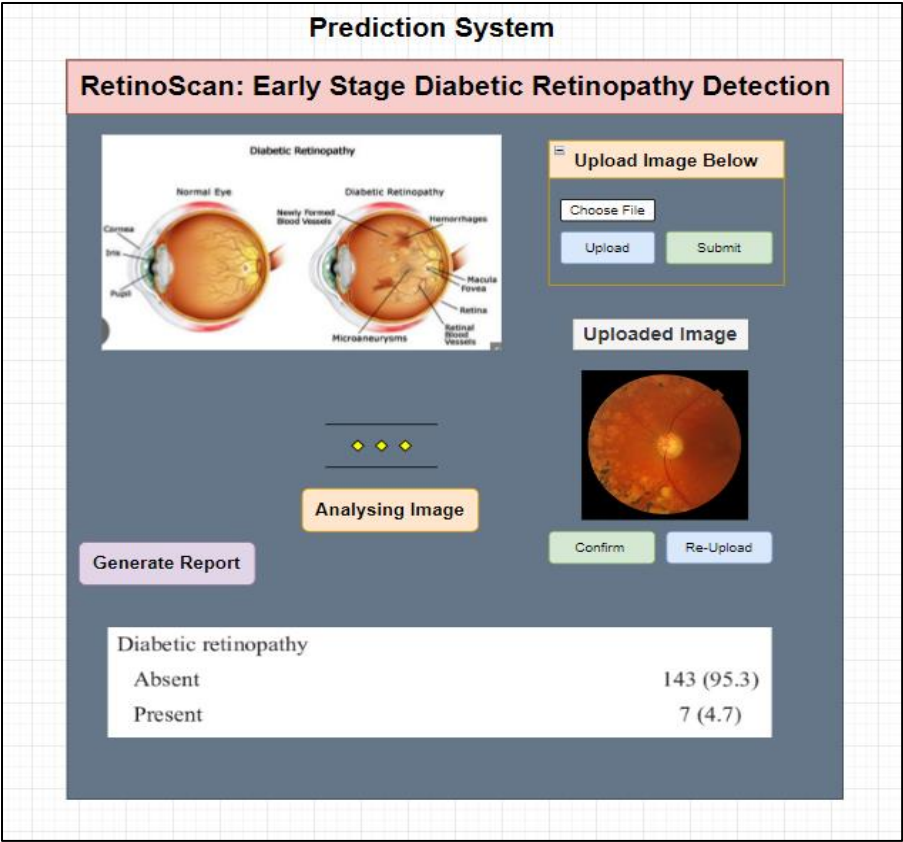 Prediction System
RetinoScan: Early Stage Diabetic Retinopathy Detection
Diabetic Retinopathy
Normal Eye
Diabetic Retinopathy
Cornea
Iris
Pupil
Newly Formed
Blood Vessels
Hemorrhages
Macula
Fovea
Retina
Retinal
Blood
Vessels
Microaneurysms
Upload Image Below
Choose File
Upload
Submit
Uploaded Image
Confirm
Re-Upload
Analysing Image
Generate Report
Diabetic retinopathy
Absent 143 (95.3)
Present 7 (4.7)